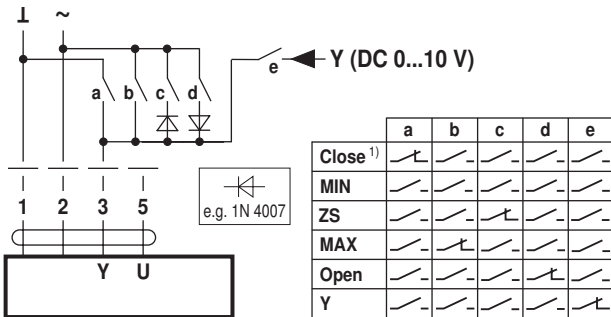 ⊥ ~
a b c d e Y (DC 0...10 V)
1 2 3 5
Y U
e.g. 1N 4007
a b c d e
Close 1)
MIN
ZS
MAX
Open
Y